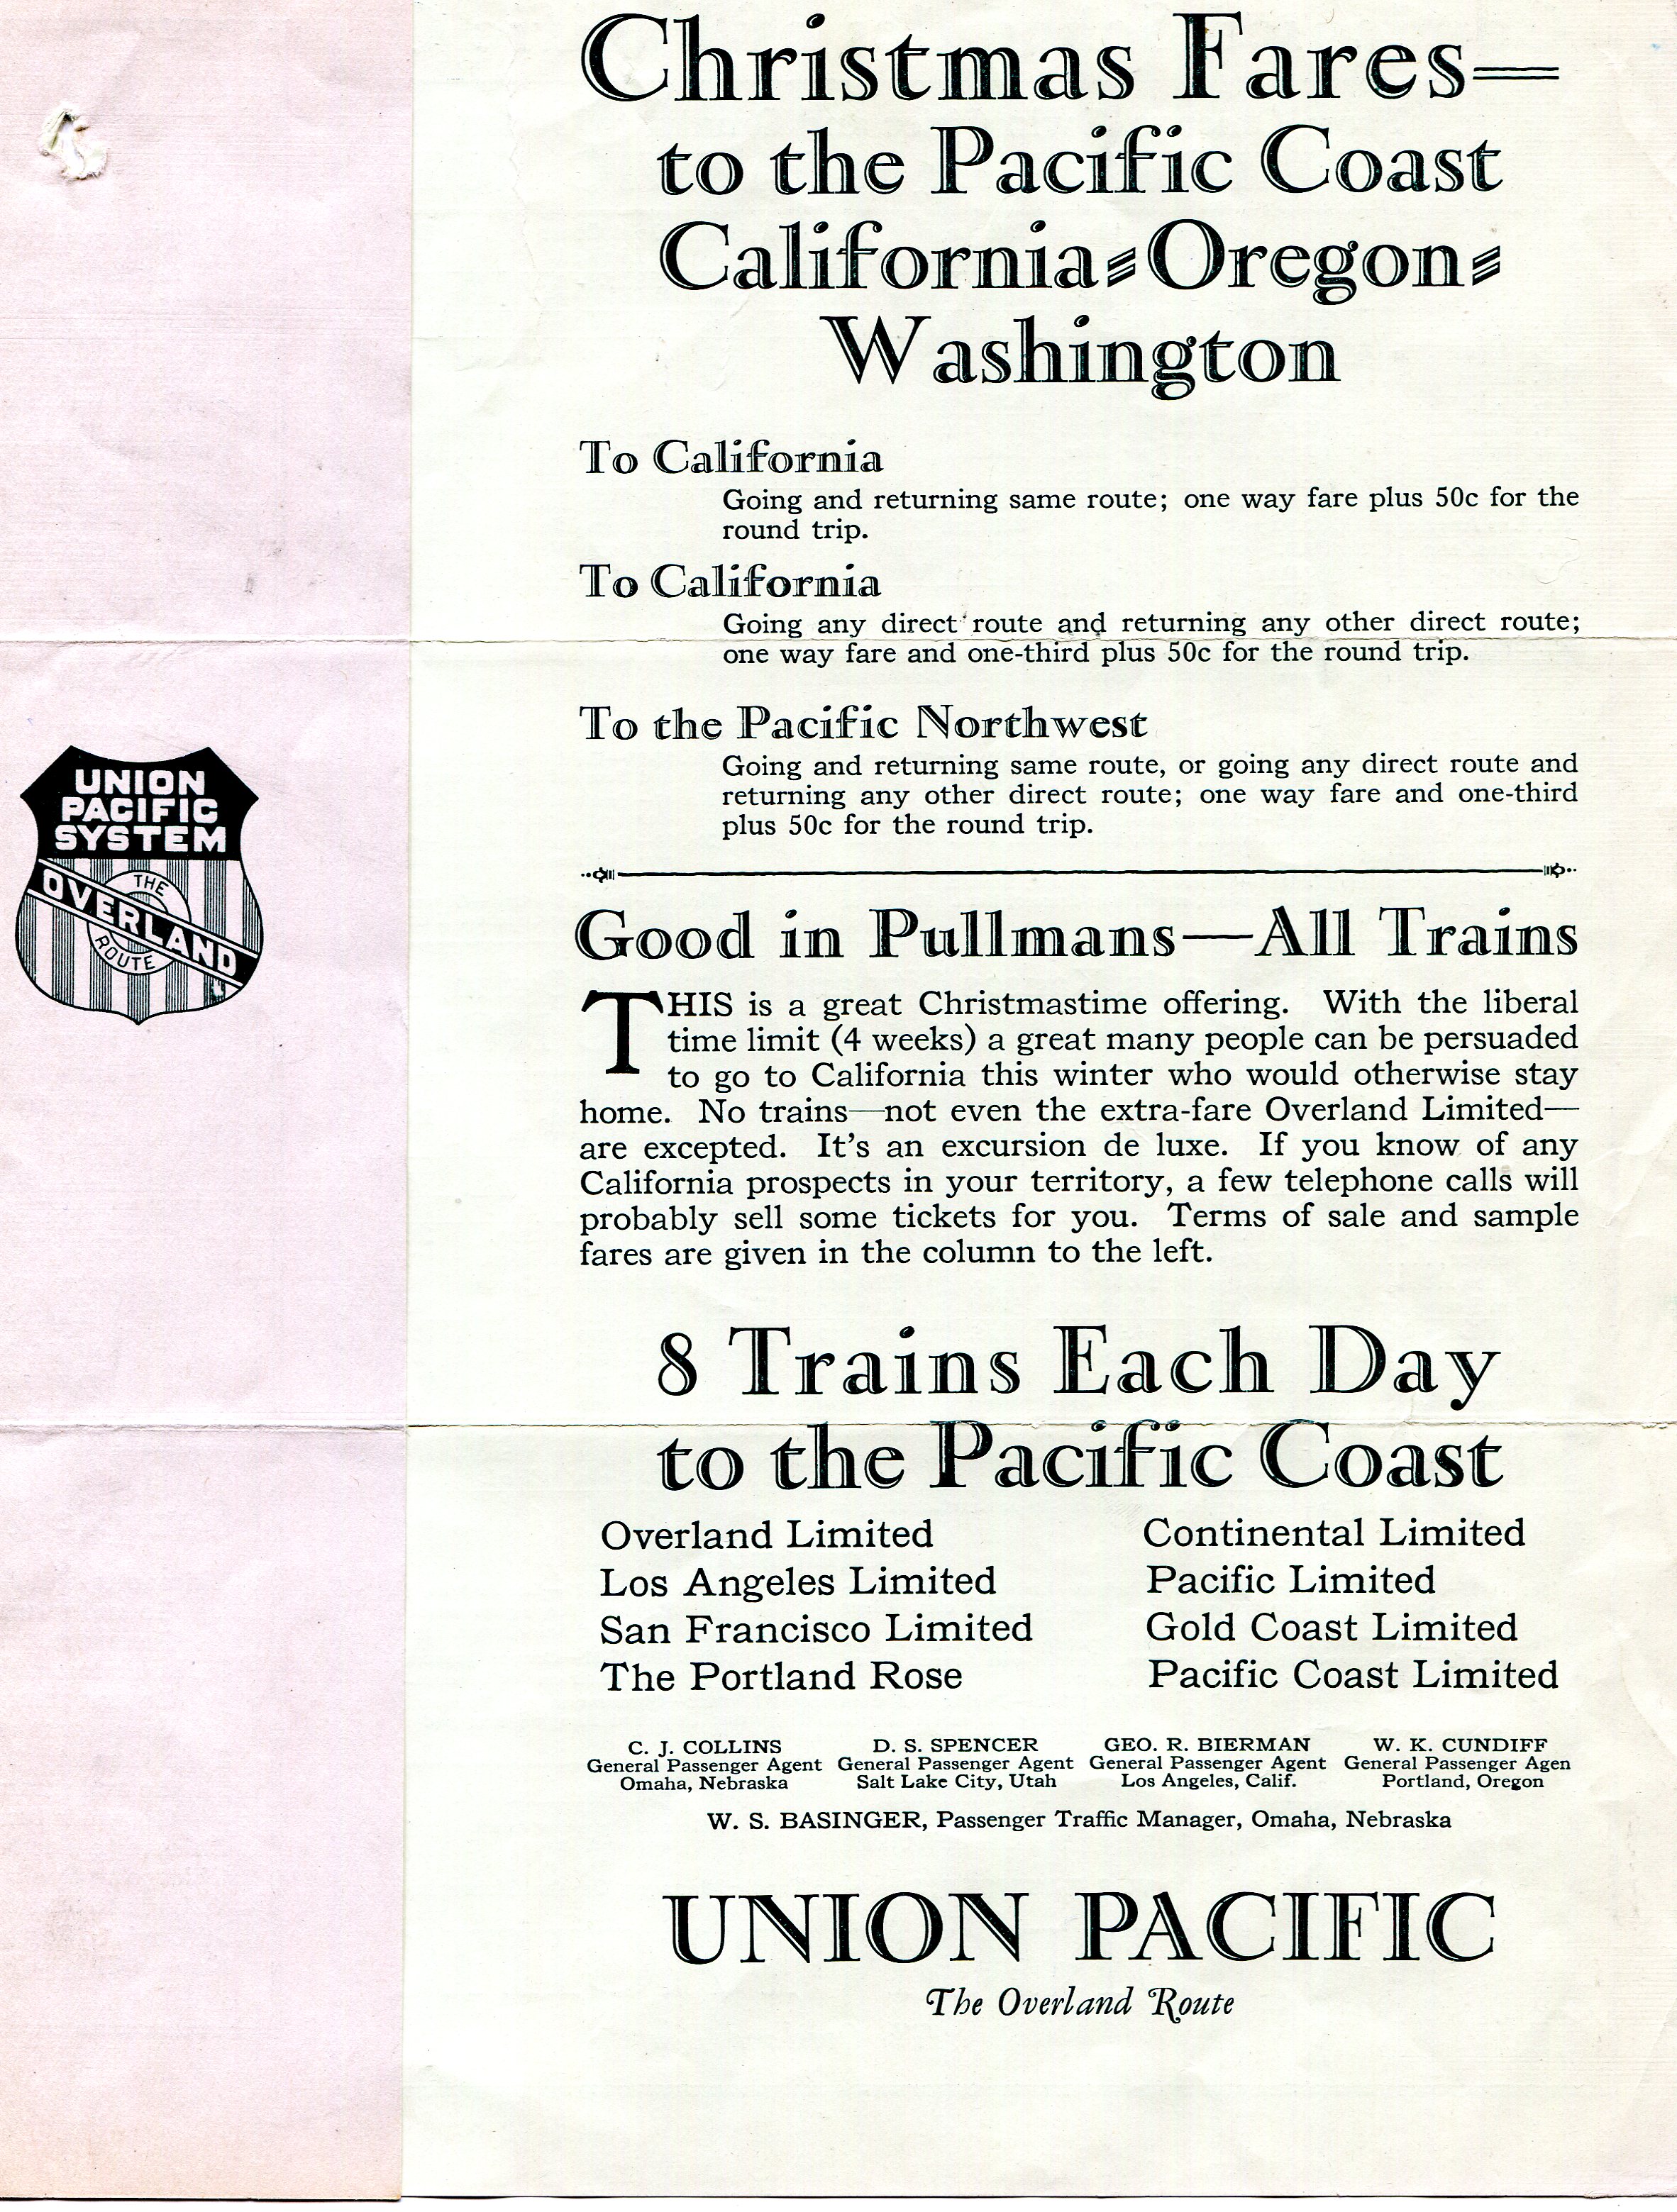 Christmas Fares—
to the Pacific Coast
California-Oregon-
Washington
To California
Going and returning same route; one way fare plus 50c for the
round trip.
To California
Going any direct route and returning any other direct route;
one way fare and one-third plus 50c for the round trip.
To the Pacific Northwest
Going and returning same route, or going any direct route and
returning any other direct route; one way fare and one-third
plus 50c for the round trip.
UNION
PACIFIC
SYSTEM
THE
OVERLAND
ROUTE
Good in Pullmans—All Trains
THIS is a great Christmastime offering. With the liberal
time limit (4 weeks) a great many people can be persuaded
to go to California this winter who would otherwise stay
home. No trains—not even the extra-fare Overland Limited—
are excepted. It's an excursion de luxe. If you know of any
California prospects in your territory, a few telephone calls will
probably sell some tickets for you. Terms of sale and sample
fares are given in the column to the left.
8 Trains Each Day
to the Pacific Coast
Overland Limited
Los Angeles Limited
San Francisco Limited
The Portland Rose
Continental Limited
Pacific Limited
Gold Coast Limited
Pacific Coast Limited
C. J. COLLINS
General Passenger Agent
Omaha, Nebraska
D. S. SPENCER
General Passenger Agent
Salt Lake City, Utah
GEO. R. BIERMAN
General Passenger Agent
Los Angeles, Calif.
W. K. CUNDIFF
General Passenger Agen
Portland, Oregon
W. S. BASINGER, Passenger Traffic Manager, Omaha, Nebraska
UNION PACIFIC
The Overland Route